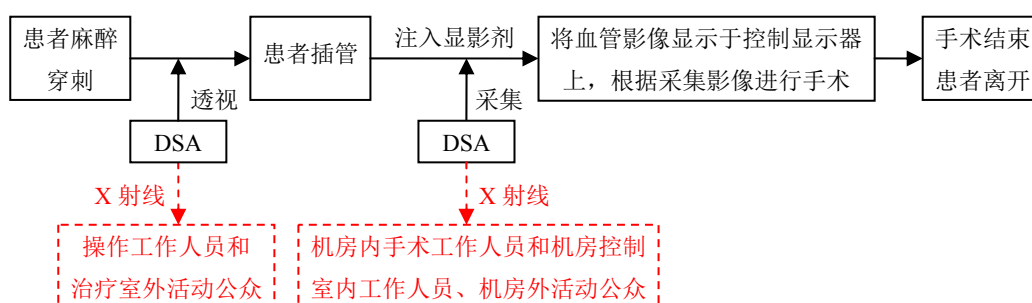 患者麻醉
穿刺
透视
DSA
X 射线
操作工作人员和
治疗室外活动公众
患者插管
注入显影剂
采集
DSA
X 射线
机房内手术工作人员和机房控制
室内工作人员、机房外活动公众
将血管影像显示于控制显示器
上，根据采集影像进行手术
手术结束
患者离开